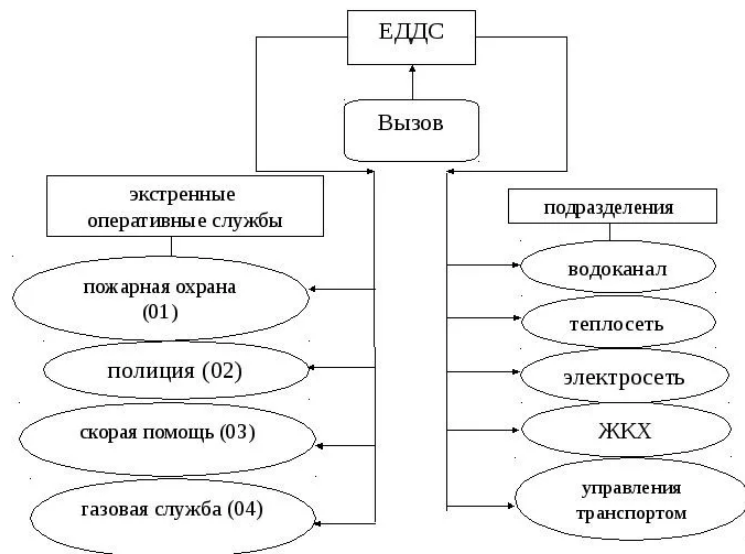 ЕДДС
Вызов
экстренные
оперативные службы
пожарная охрана
(01)
полиция (02)
скорая помощь (03)
газовая служба (04)
подразделения
водоканал
теплосеть
электросеть
ЖКХ
управления
транспортом